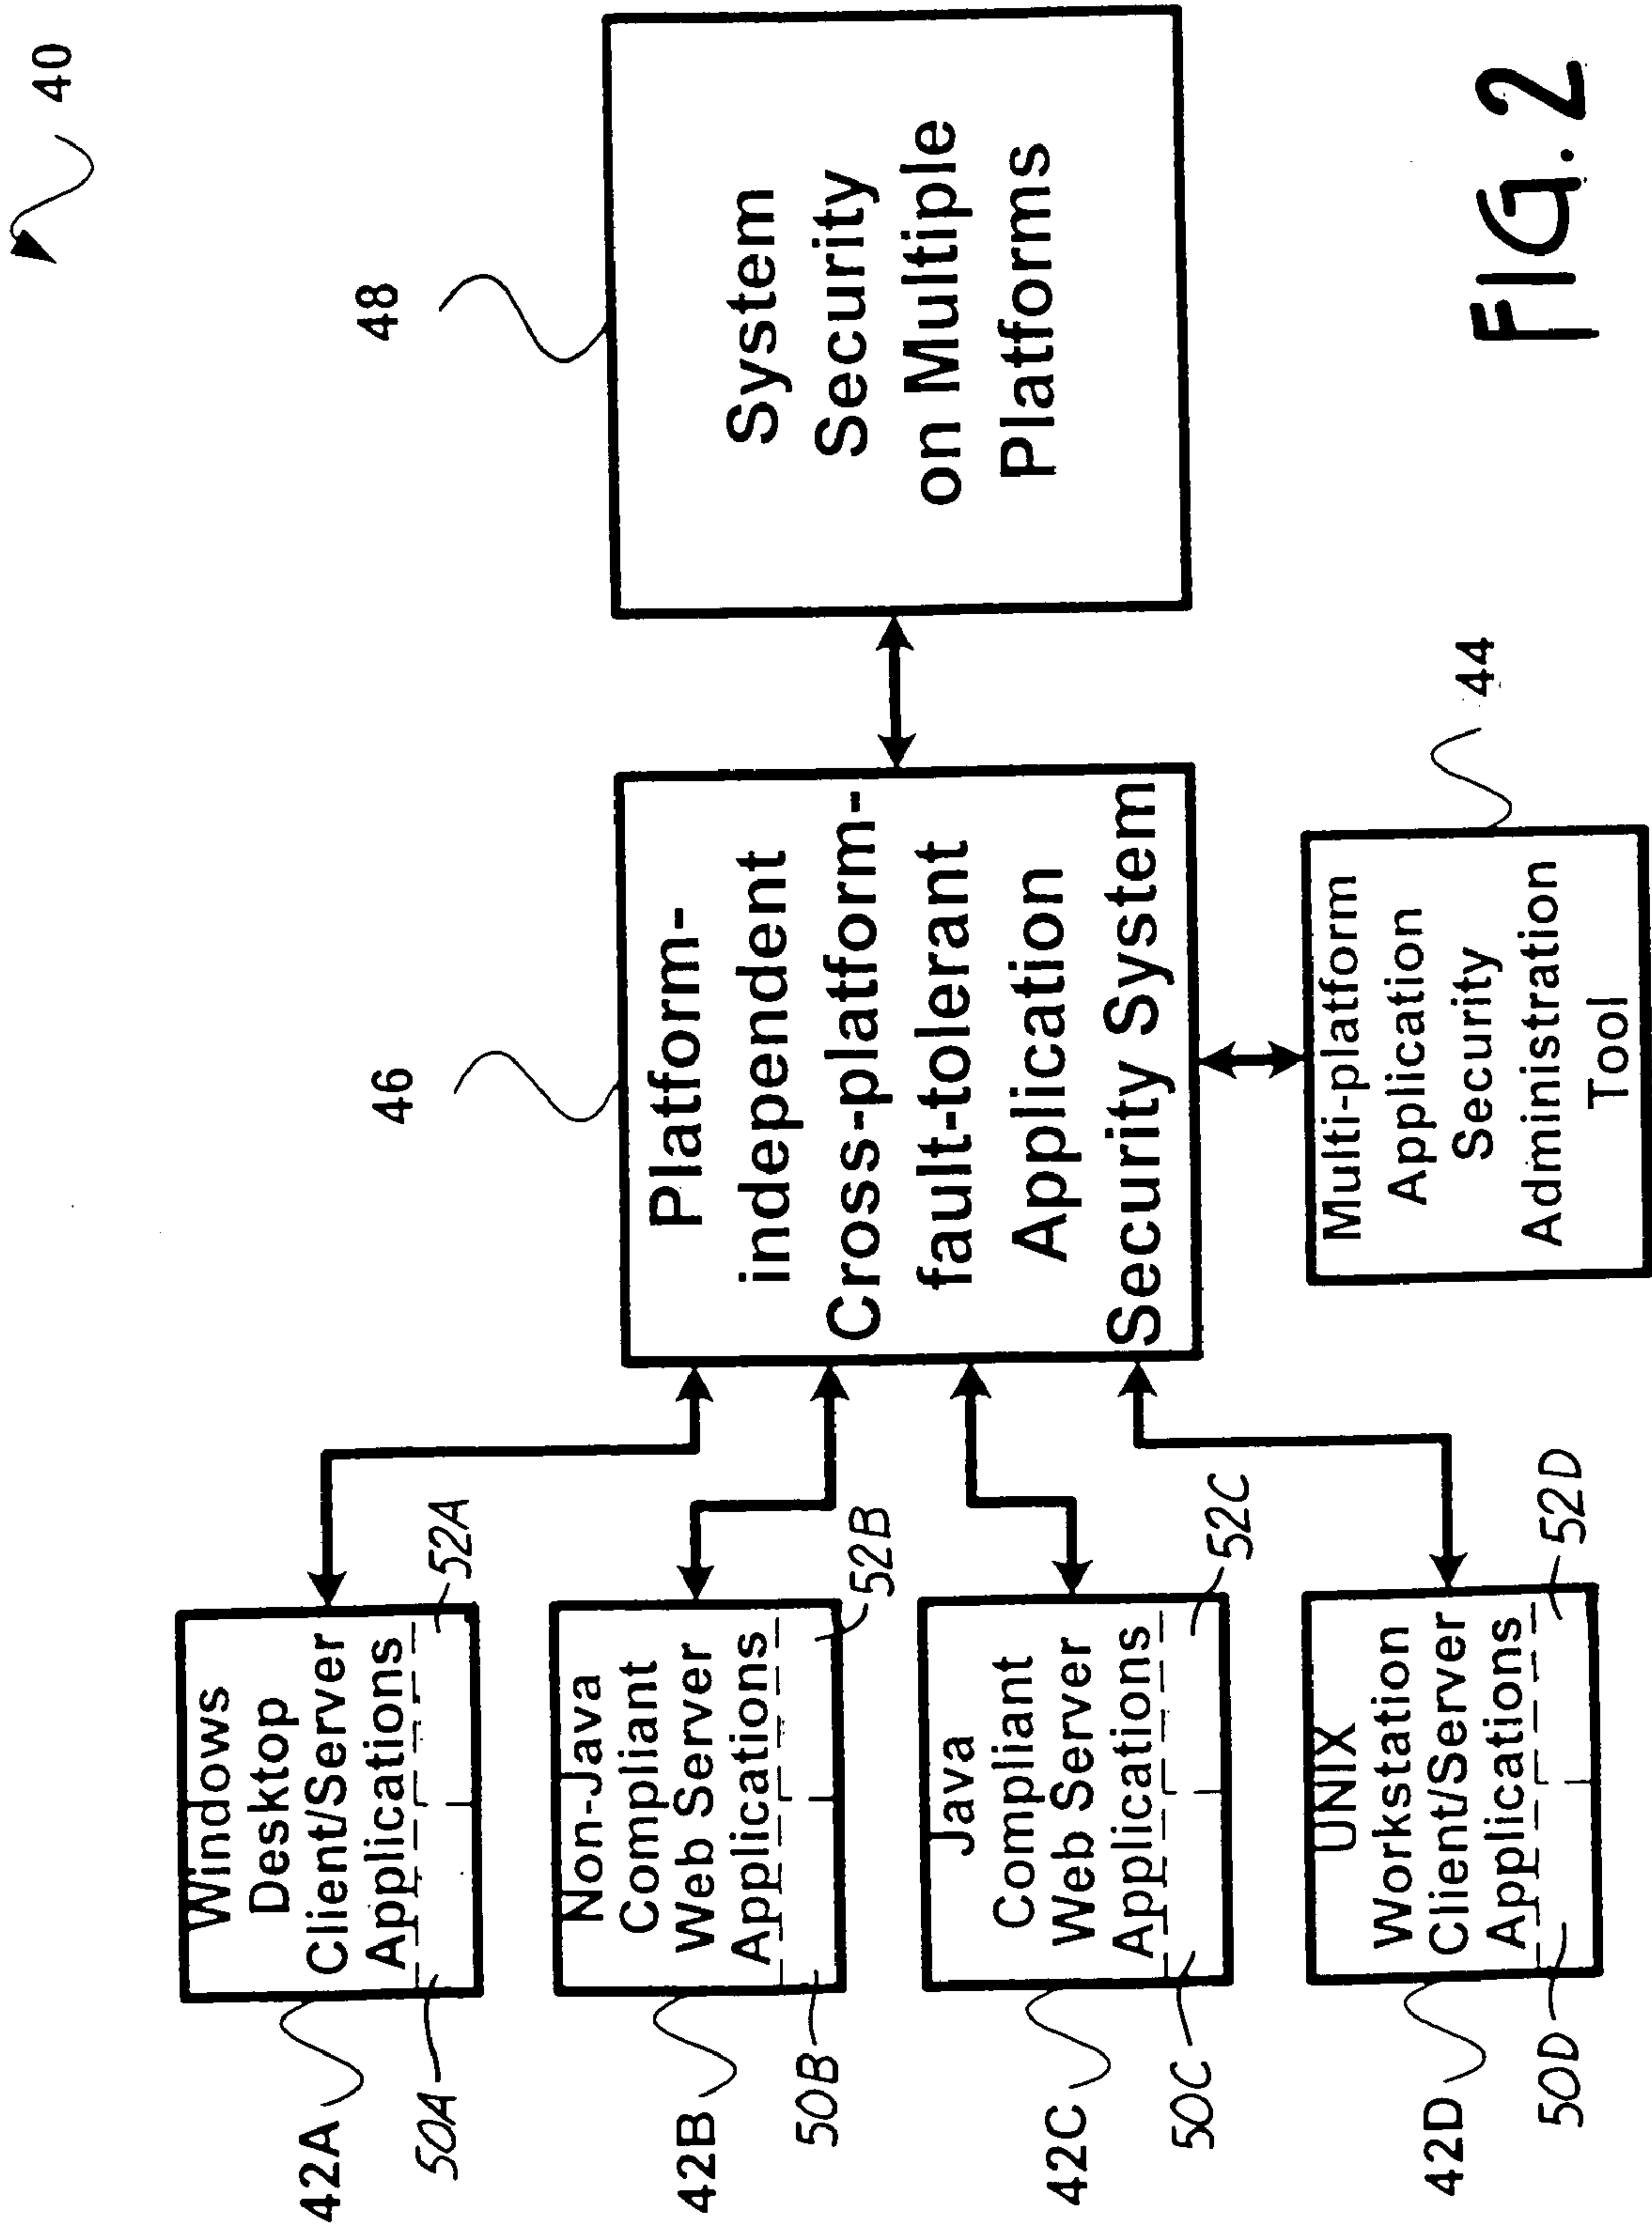 40
48
System
Security
on Multiple
Platforms
46
Platform-
independent
Cross-platform-
fault-tolerant
Application
Security System
44
Multi-platform
Application
Security
Administration
Tool
42A
Windows
Desktop
Client/Server
Applications
50A
52A
42B
Non-Java
Compliant
Web Server
Applications
50B
52B
42C
Java
Compliant
Web Server
Applications
50C
52C
42D
UNIX
Workstation
Client/Server
Applications
50D
52D
FIG. 2